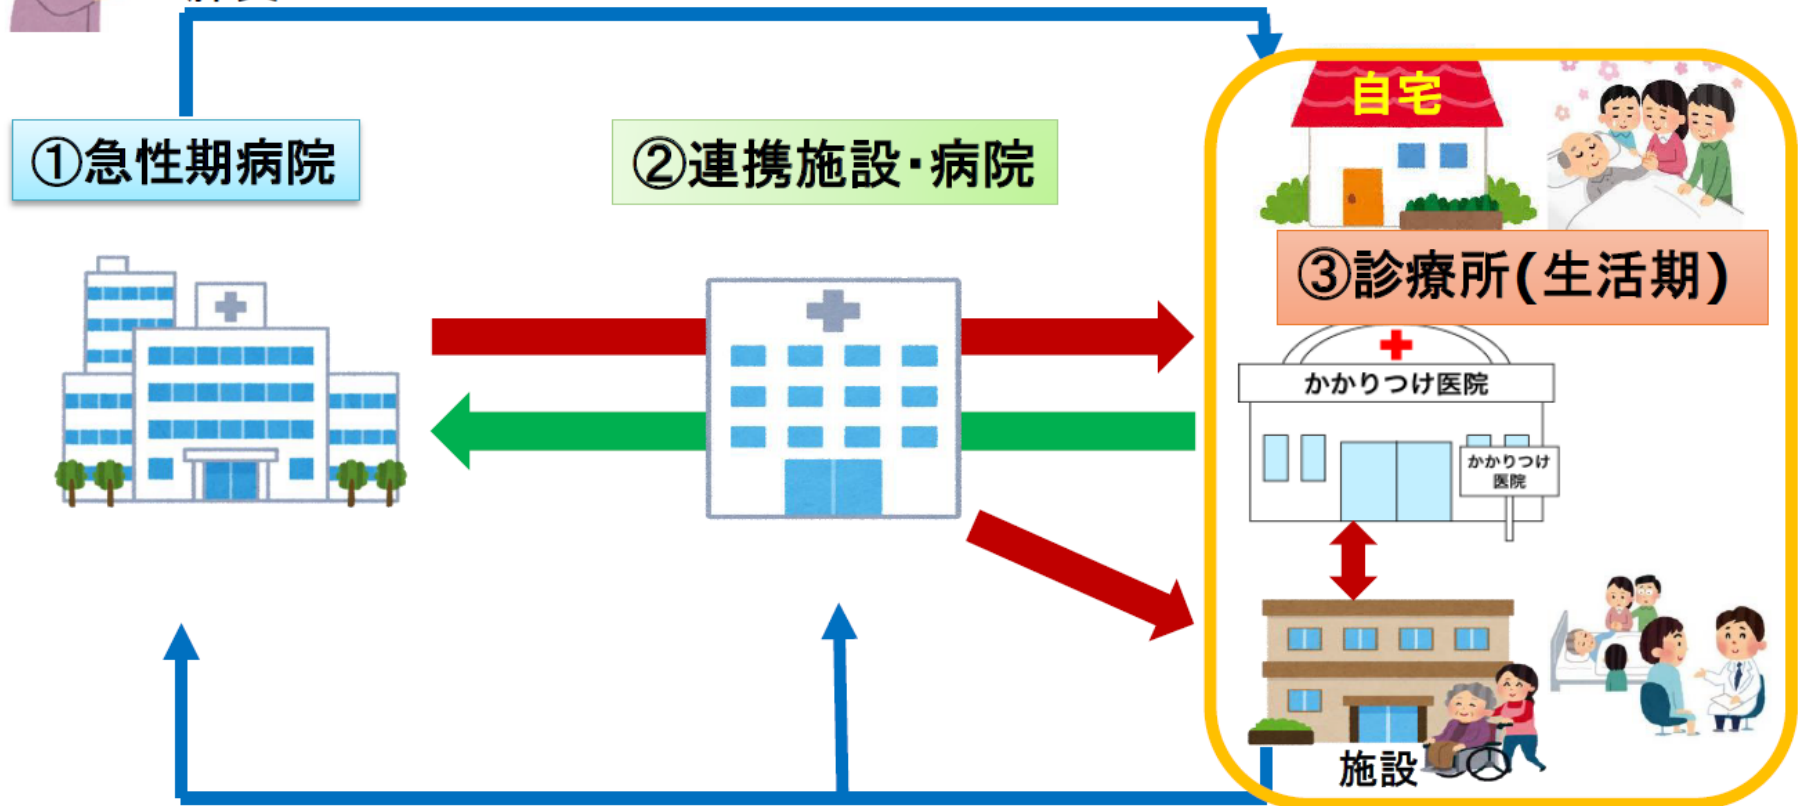 ①急性期病院
②連携施設・病院
自宅
③診療所(生活期)
かかりつけ医院
かかりつけ
医院
施設